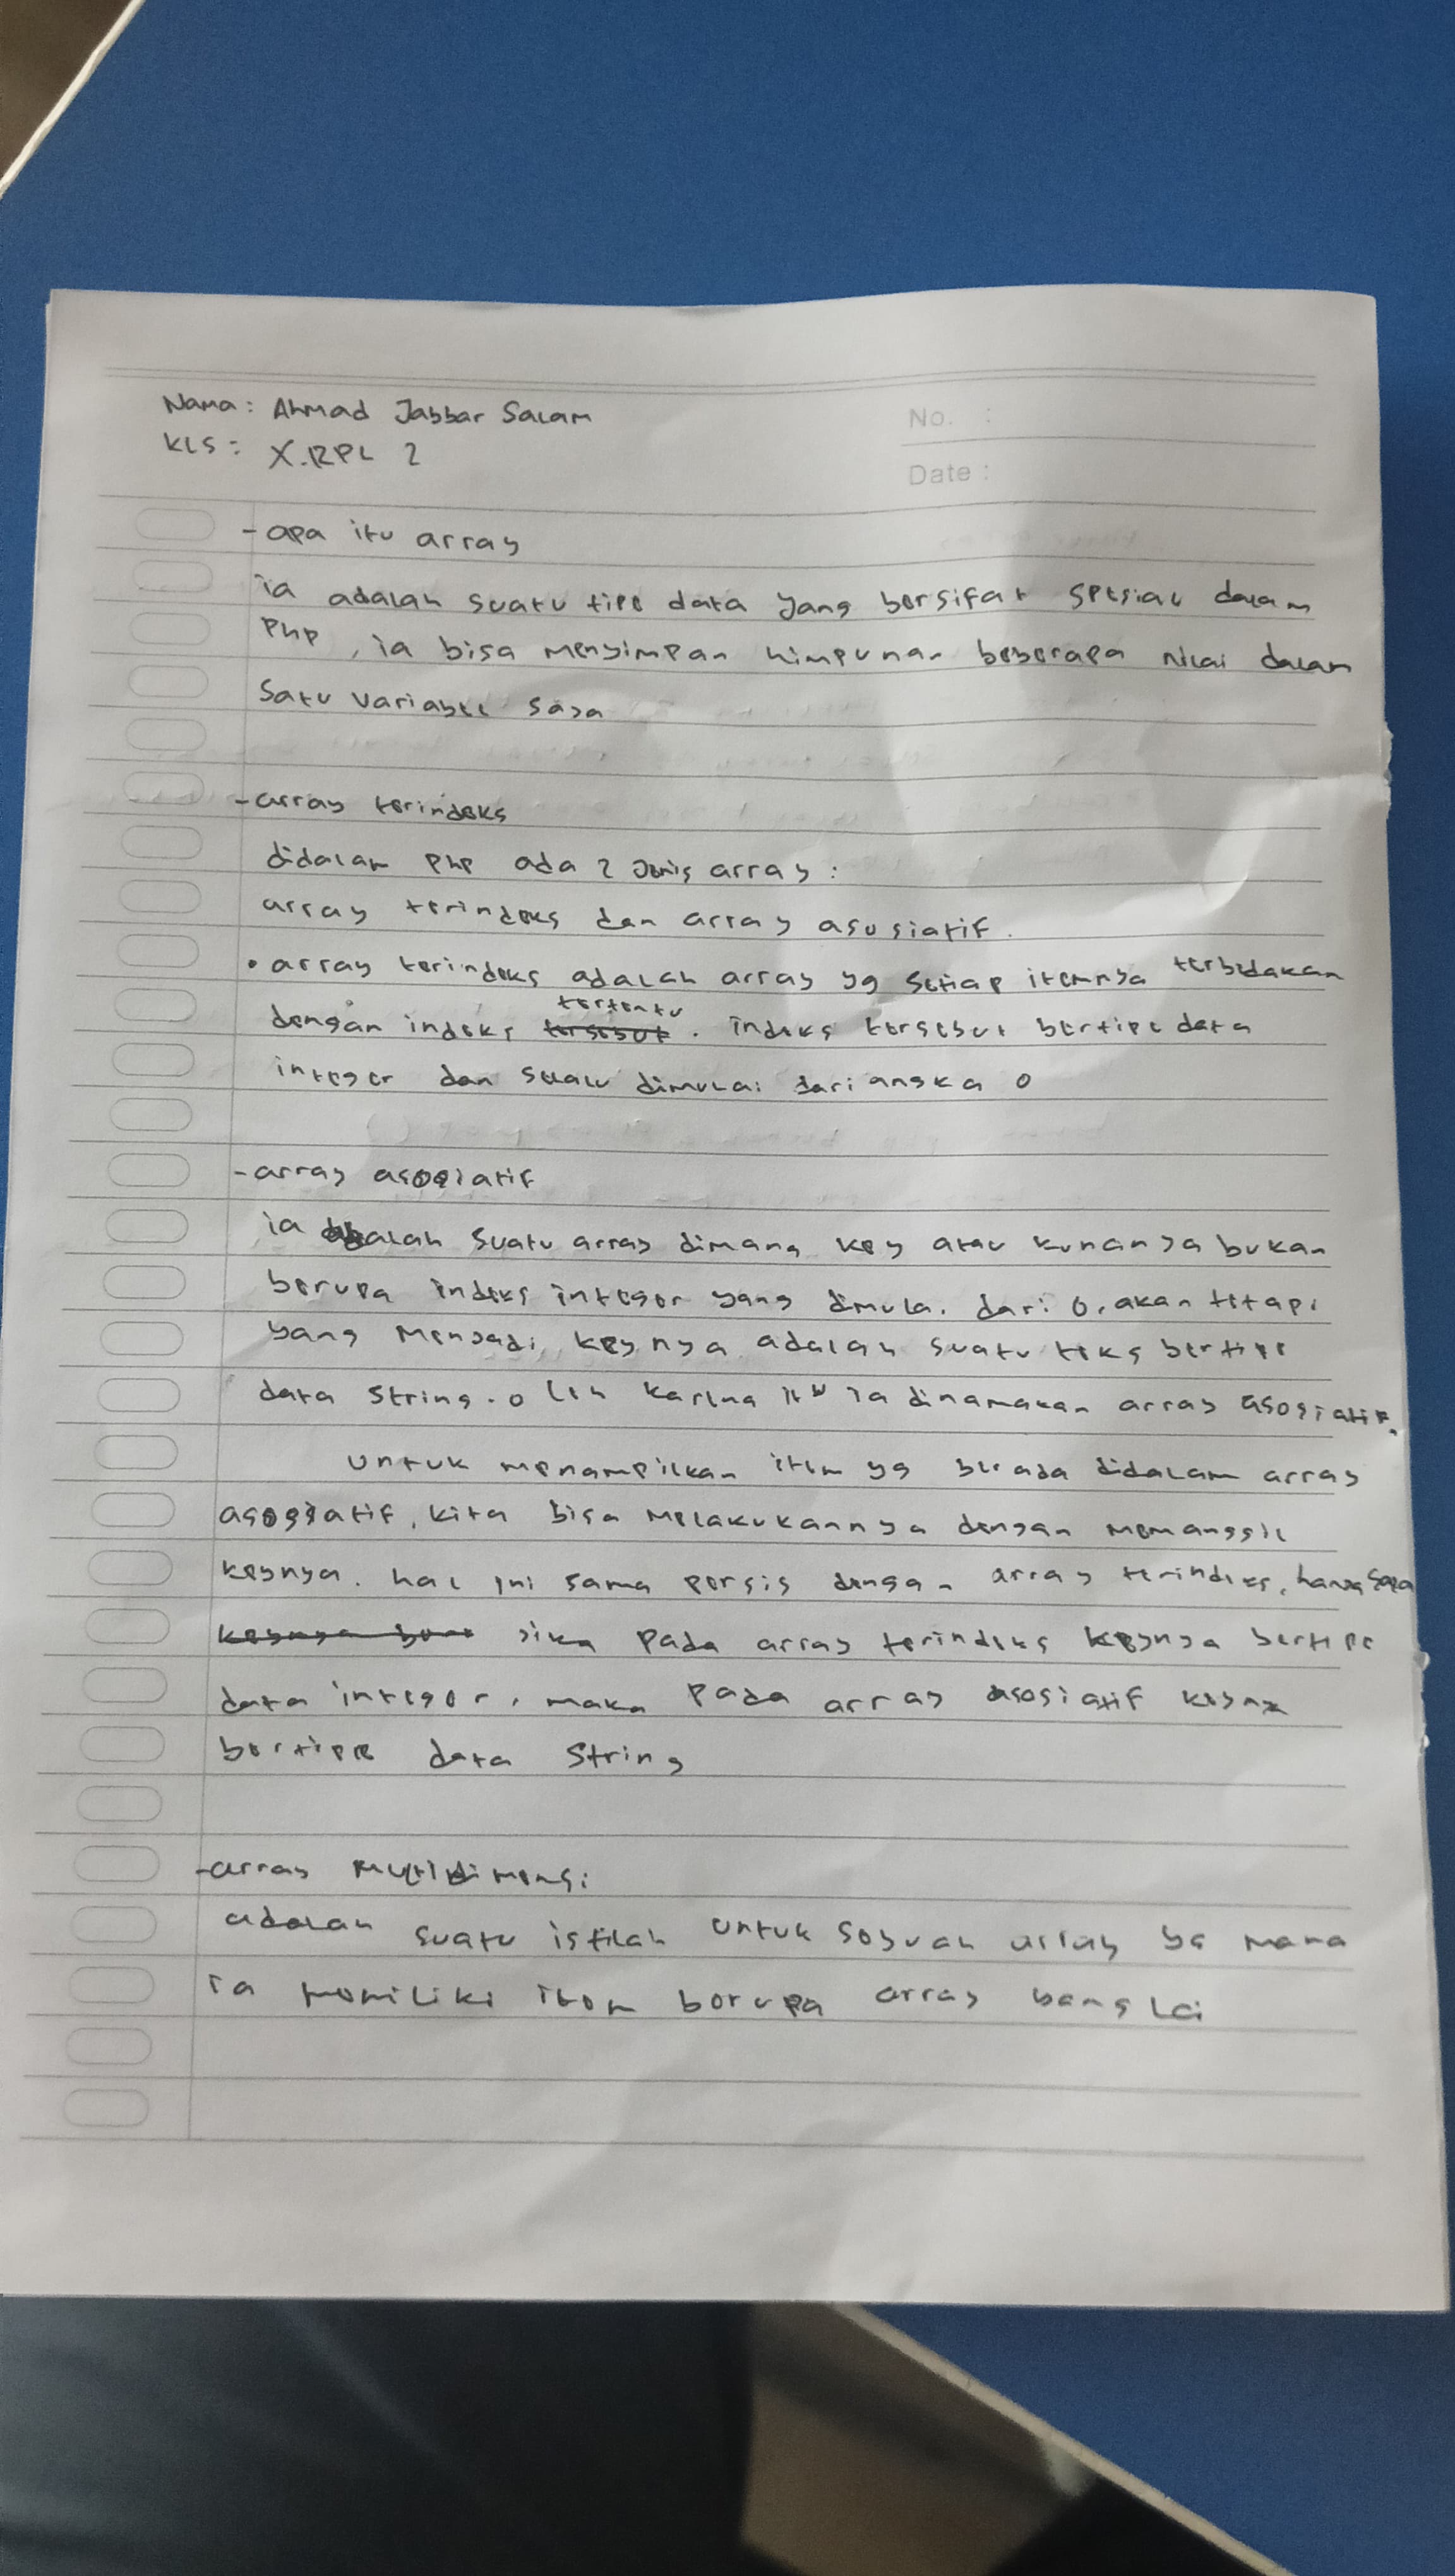 Nama : Ahmad Jabbar Salam
Kls : X.RPL 2
No. :
Date :
- apa itu array
ia adalah suatu tipe data yang bersifat spesial dalam
Php, ia bisa menyimpan himpunan beberapa nilai dalam
satu variabel saja
- array terindeks
didalam php ada 2 jenis array :
array terindeks dan array asosiatif.
• array terindeks adalah array yg setiap itemnya terbedakan
dengan indeks tersebut tertentu. indeks tersebut bertipe data
integer dan selalu dimulai dari angka 0
- array asosiatif
ia adalah suatu array dimana key atau kuncinya bukan
berupa indeks integer yang dimulai dari 0, akan tetapi
yang menjadi keynya adalah suatu teks bertipe
data string. oleh karena itu ia dinamakan array asosiatif.
untuk menampilkan item yg berada didalam array
asosiatif, kita bisa melakukannya dengan memanggil
keynya. hal ini sama persis dengan array terindeks, hanya saja
keynya jika pada array terindeks keynya bertipe
data integer, maka pada array asosiatif keynya
bertipe data string
- array Multidimensi
adalah suatu istilah untuk sebuah array yg mana
ia memiliki item berupa array